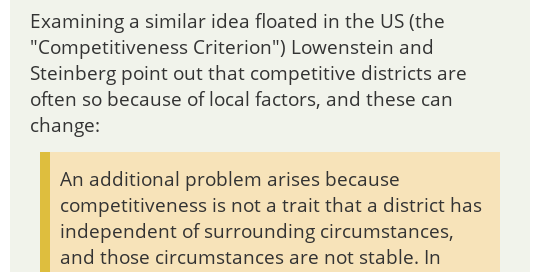 Examining a similar idea floated in the US (the
"Competitiveness Criterion") Lowenstein and
Steinberg point out that competitive districts are
often so because of local factors, and these can
change:
An additional problem arises because
competitiveness is not a trait that a district has
independent of surrounding circumstances,
and those circumstances are not stable. In